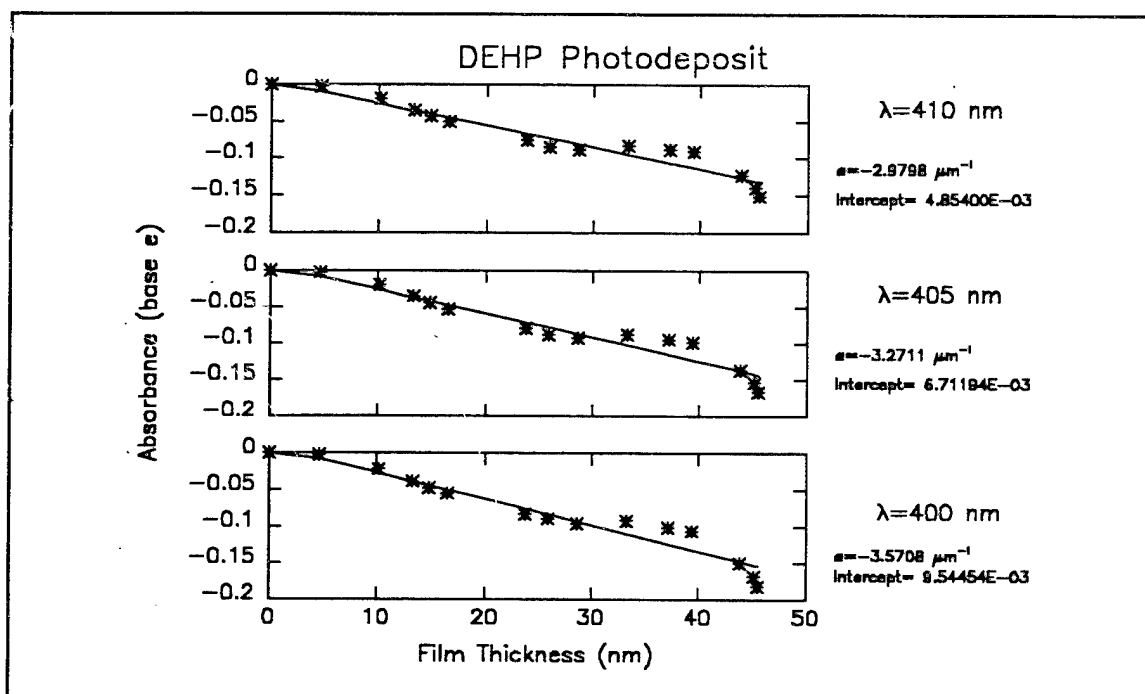 DEHP Photodeposit
0
−0.05
−0.1
−0.15
−0.2
λ=410 nm
α=−2.9798 μm⁻¹
Intercept= 4.85400E−03
0
−0.05
−0.1
−0.15
−0.2
λ=405 nm
α=−3.2711 μm⁻¹
Intercept= 6.71194E−03
0
−0.05
−0.1
−0.15
−0.2
λ=400 nm
α=−3.5708 μm⁻¹
Intercept= 9.54454E−03
0 10 20 30 40 50
Film Thickness (nm)
Absorbance (base e)